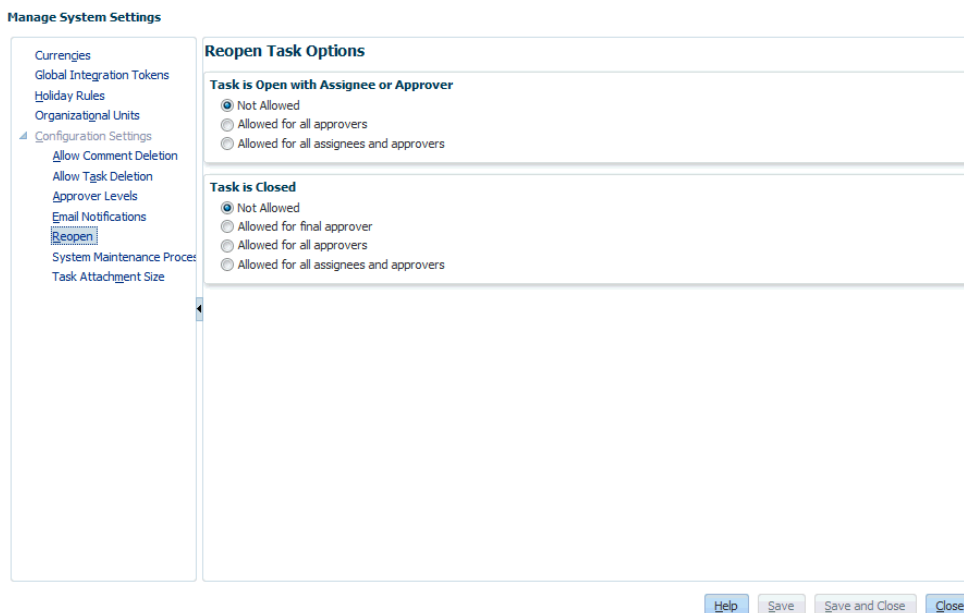 Manage System Settings
Currencies
Global Integration Tokens
Holiday Rules
Organizational Units
Configuration Settings
Allow Comment Deletion
Allow Task Deletion
Approver Levels
Email Notifications
Reopen
System Maintenance Proces
Task Attachment Size
Reopen Task Options
Task is Open with Assignee or Approver
Not Allowed
Allowed for all approvers
Allowed for all assignees and approvers
Task is Closed
Not Allowed
Allowed for final approver
Allowed for all approvers
Allowed for all assignees and approvers
Help Save Save and Close Close